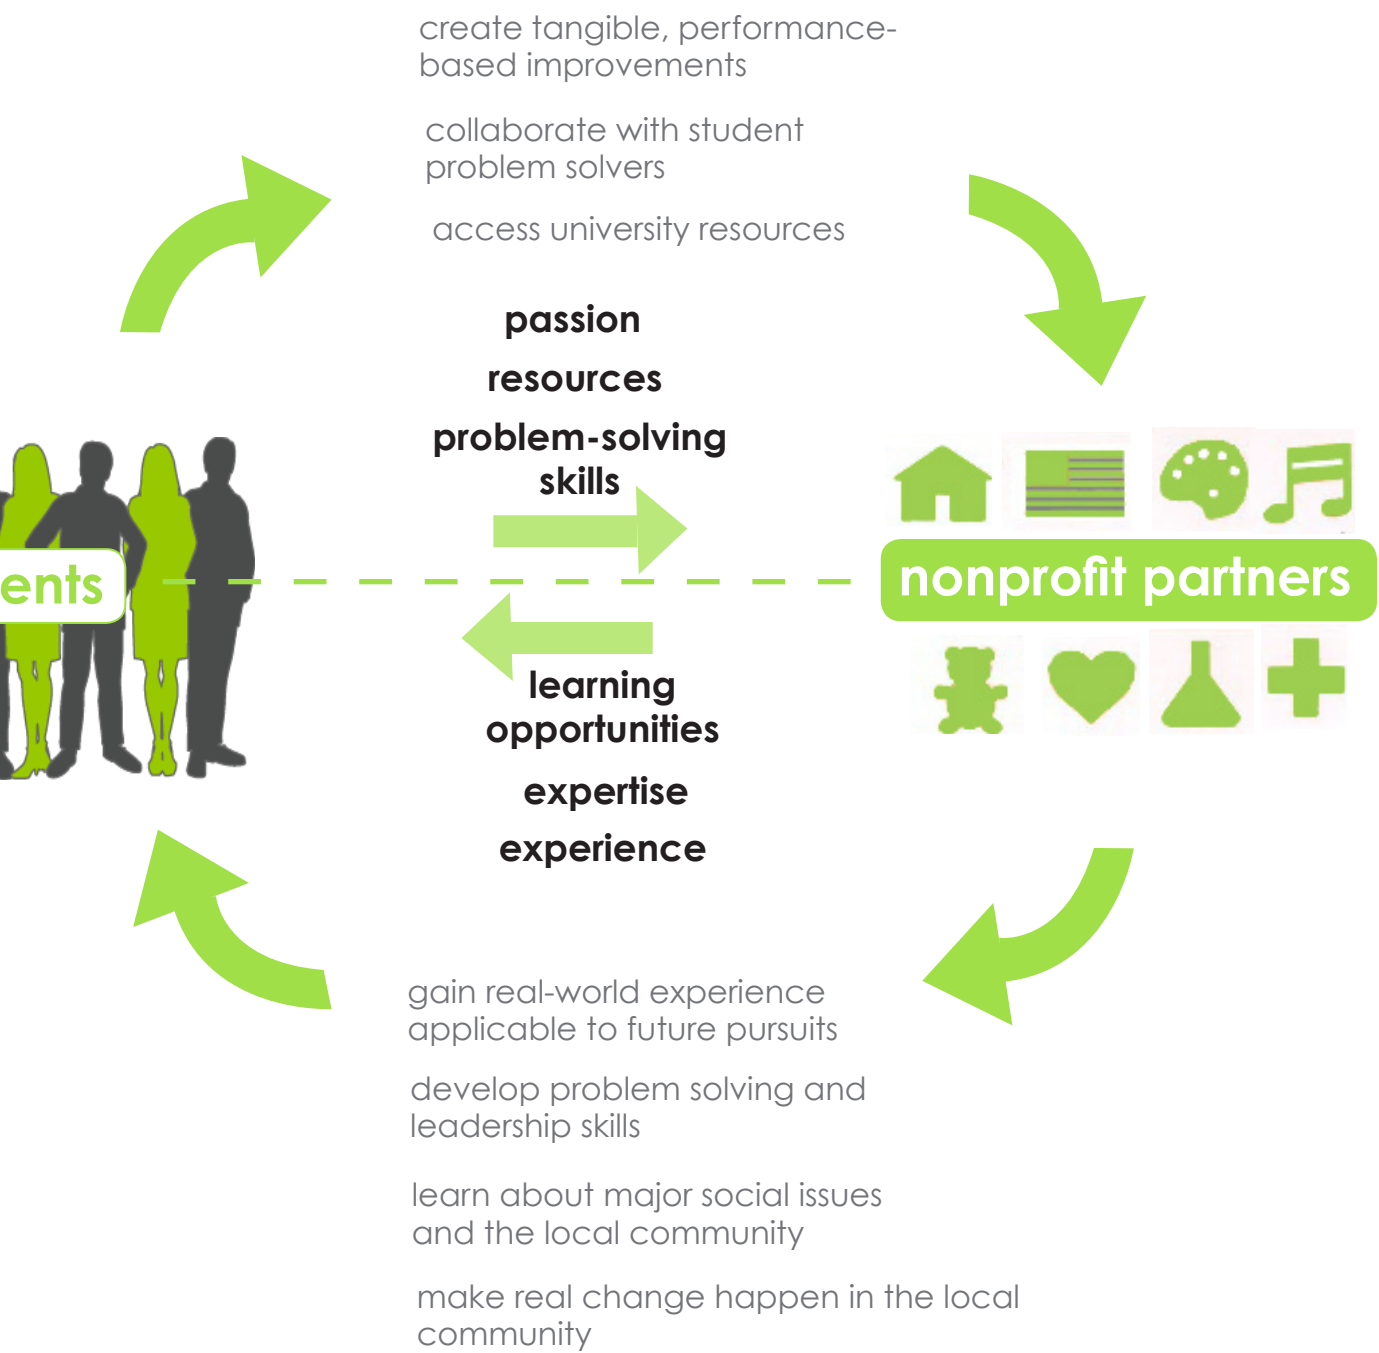 create tangible, performance-
based improvements
collaborate with student
problem solvers
access university resources
passion
resources
problem-solving
skills
ents
nonprofit partners
learning
opportunities
expertise
experience
gain real-world experience
applicable to future pursuits
develop problem solving and
leadership skills
learn about major social issues
and the local community
make real change happen in the local
community